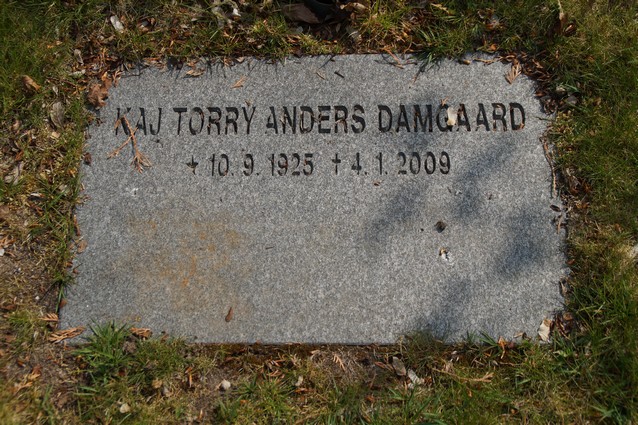 KAJ TORRY ANDERS DAMGAARD
+ 10. 9. 1925 + 4. 1. 2009